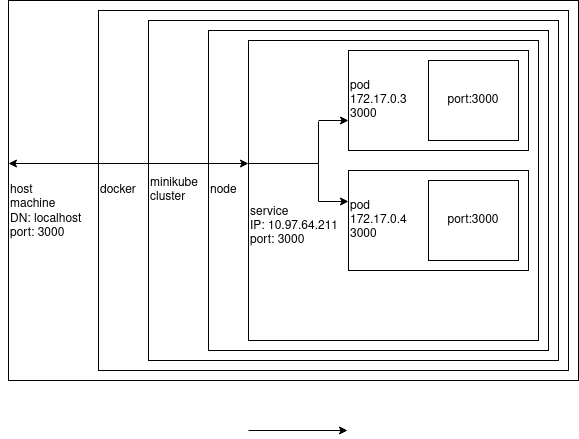 pod
172.17.0.3
3000
port:3000
host
machine
DN: localhost
port: 3000
docker
minikube
cluster
node
service
IP: 10.97.64.211
port: 3000
pod
172.17.0.4
3000
port:3000